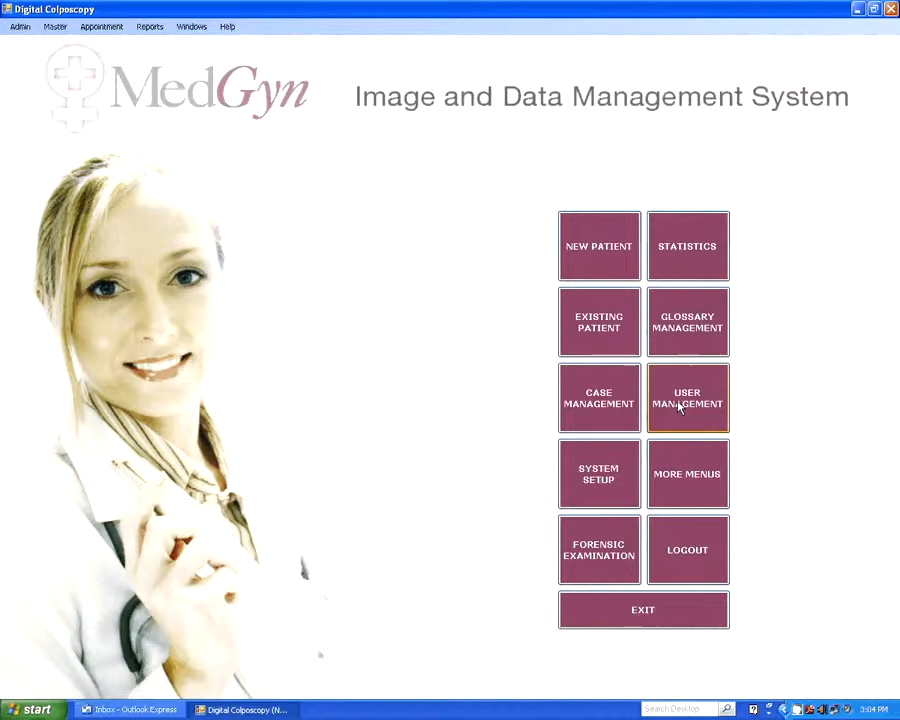 Digital Colposcopy
Admin Master Appointment Reports Windows Help
MedGyn
Image and Data Management System
NEW PATIENT
STATISTICS
EXISTING
PATIENT
GLOSSARY
MANAGEMENT
CASE
MANAGEMENT
USER
MANAGEMENT
SYSTEM
SETUP
MORE MENUS
FORENSIC
EXAMINATION
LOGOUT
EXIT
start
Inbox - Outlook Express
Digital Colposcopy (N...
Search Desktop
3:04 PM